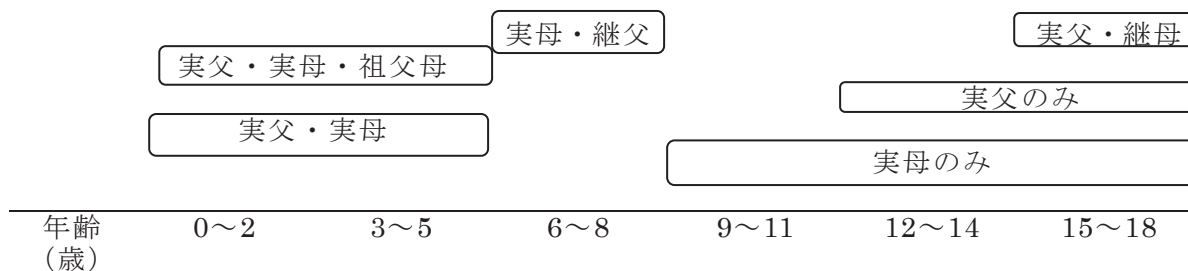 実母・継父
実父・継母
実父・実母・祖父母
実父のみ
実父・実母
実母のみ
年齢 0～2 3～5 6～8 9～11 12～14 15～18
（歳）